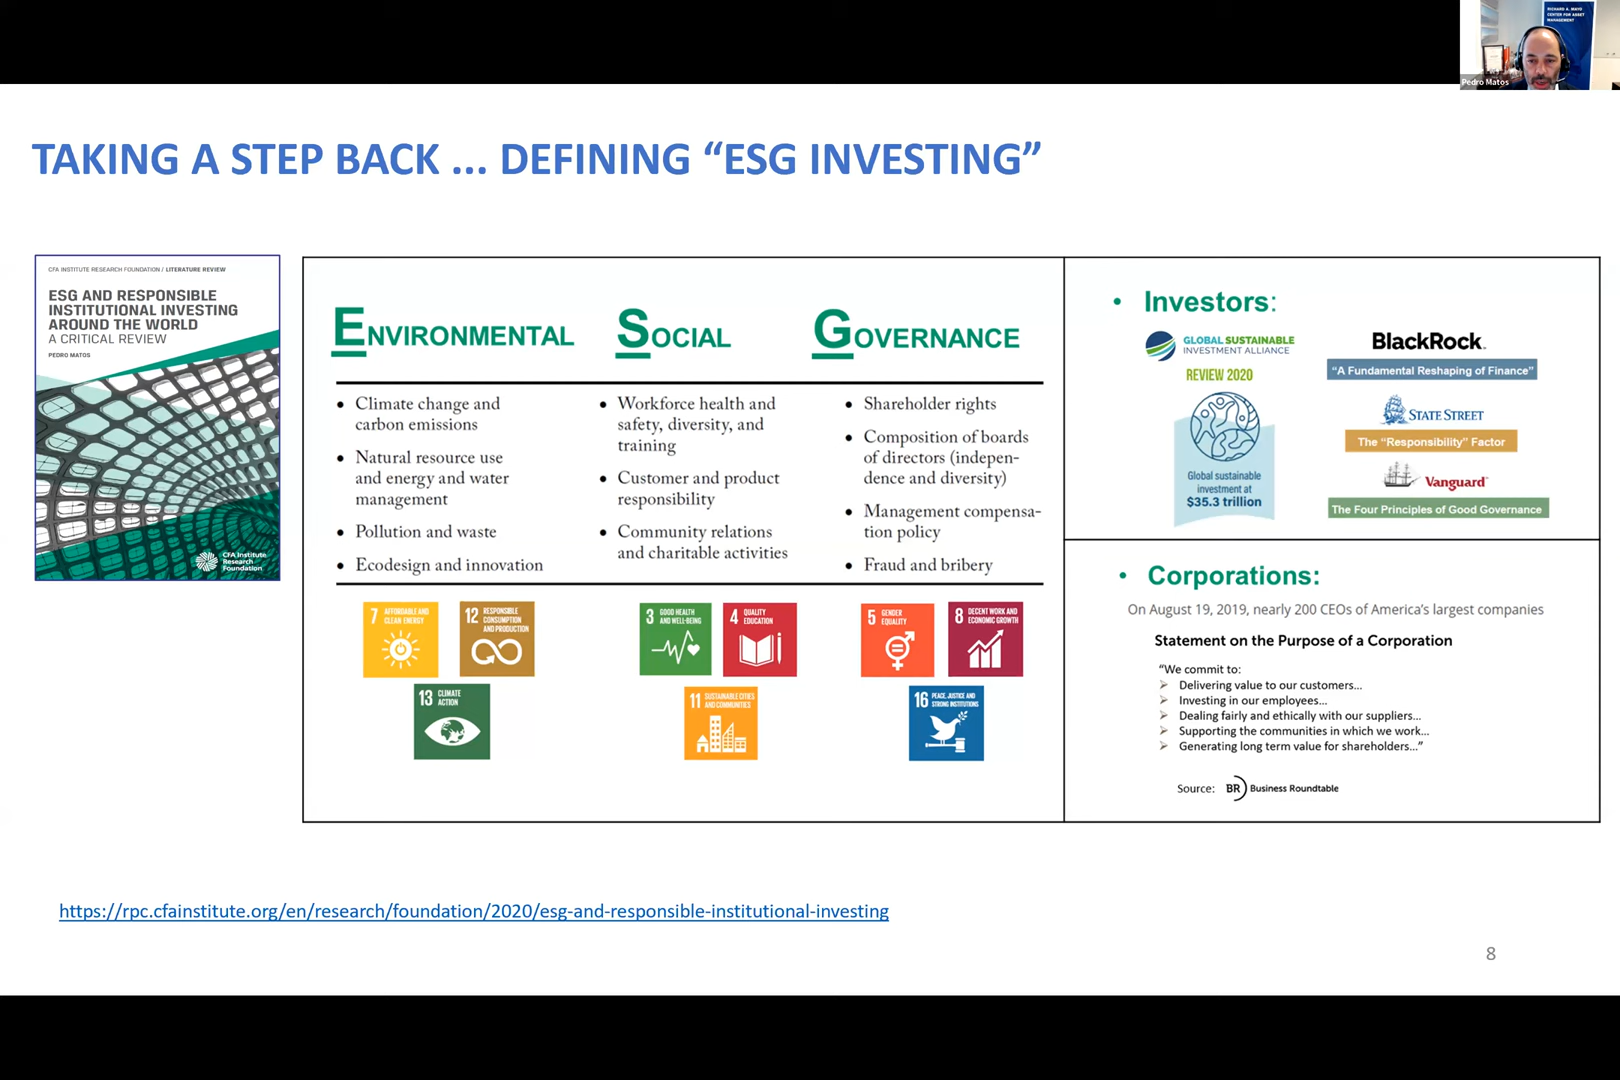 RICHARD A. MAYO
CENTER FOR ASSET
MANAGEMENT
Pedro Matos
TAKING A STEP BACK ... DEFINING “ESG INVESTING”
CFA INSTITUTE RESEARCH FOUNDATION / LITERATURE REVIEW
ESG AND RESPONSIBLE
INSTITUTIONAL INVESTING
AROUND THE WORLD
A CRITICAL REVIEW
PEDRO MATOS
CFA Institute
Research
Foundation
ENVIRONMENTAL
• Climate change and
carbon emissions
• Natural resource use
and energy and water
management
• Pollution and waste
• Ecodesign and innovation
7 AFFORDABLE AND
CLEAN ENERGY
12 RESPONSIBLE
CONSUMPTION
AND PRODUCTION
13 CLIMATE
ACTION
SOCIAL
• Workforce health and
safety, diversity, and
training
• Customer and product
responsibility
• Community relations
and charitable activities
3 GOOD HEALTH
AND WELL-BEING
4 QUALITY
EDUCATION
11 SUSTAINABLE CITIES
AND COMMUNITIES
GOVERNANCE
• Shareholder rights
• Composition of boards
of directors (indepen-
dence and diversity)
• Management compensa-
tion policy
• Fraud and bribery
5 GENDER
EQUALITY
8 DECENT WORK AND
ECONOMIC GROWTH
16 PEACE, JUSTICE AND
STRONG INSTITUTIONS
• Investors:
GLOBAL SUSTAINABLE
INVESTMENT ALLIANCE
REVIEW 2020
Global sustainable
investment at
$35.3 trillion
BlackRock.
“A Fundamental Reshaping of Finance”
STATE STREET
The “Responsibility” Factor
Vanguard
The Four Principles of Good Governance
• Corporations:
On August 19, 2019, nearly 200 CEOs of America’s largest companies
Statement on the Purpose of a Corporation
“We commit to:
➢ Delivering value to our customers...
➢ Investing in our employees...
➢ Dealing fairly and ethically with our suppliers...
➢ Supporting the communities in which we work...
➢ Generating long term value for shareholders...”
Source: BR Business Roundtable
https://rpc.cfainstitute.org/en/research/foundation/2020/esg-and-responsible-institutional-investing
8